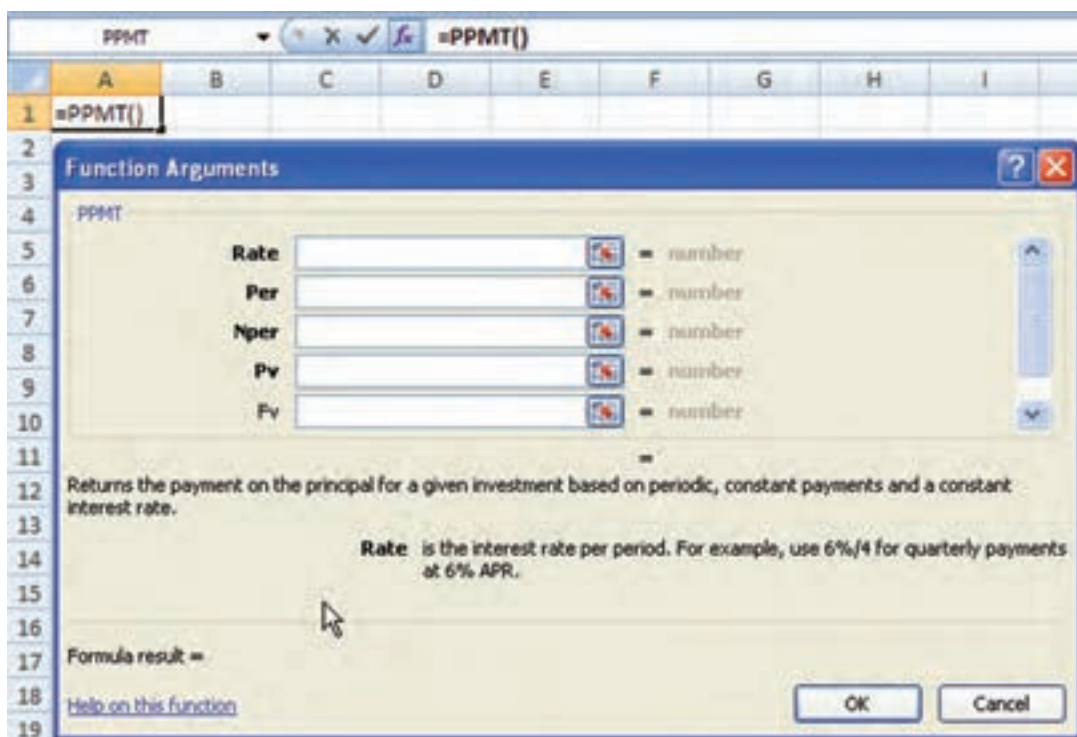 PPMT =PPMT()
A B C D E F G H I
1 =PPMT()
2
Function Arguments
3
4 PPMT
5 Rate = number
6 Per = number
7 Nper = number
8 Pv = number
9
10 Fv = number
11 =
12 Returns the payment on the principal for a given investment based on periodic, constant payments and a constant
interest rate.
13
14 Rate is the interest rate per period. For example, use 6%/4 for quarterly payments
at 6% APR.
15
16
17 Formula result =
18 Help on this function OK Cancel
19